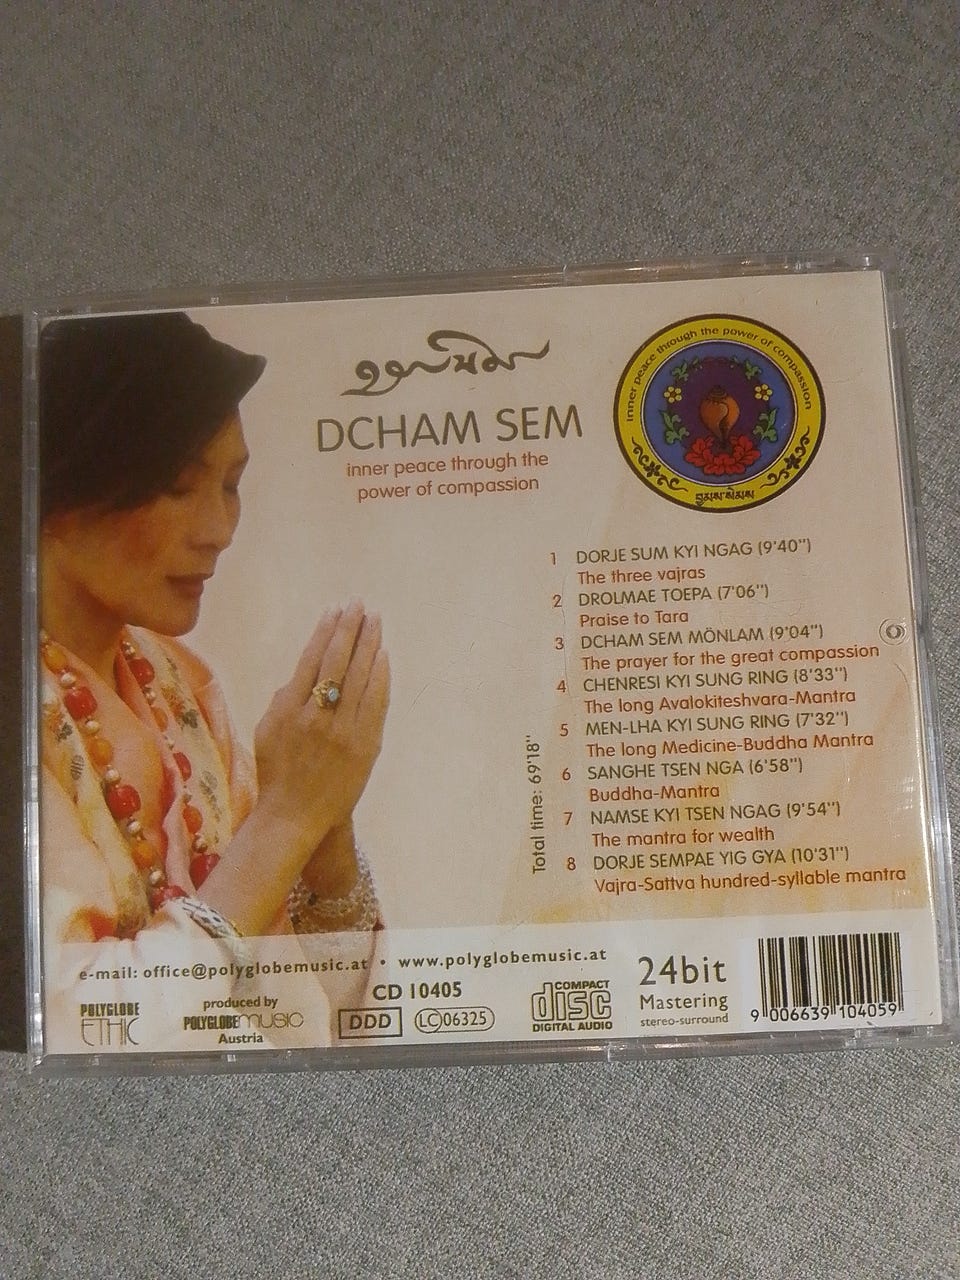 DCHAM SEM
inner peace through the
power of compassion
inner peace through the power of compassion
1 DORJE SUM KYI NGAG (9'40")
The three vajras
2 DROLMAE TOEPA (7'06")
Praise to Tara
3 DCHAM SEM MÖNLAM (9'04")
The prayer for the great compassion
4 CHENRESI KYI SUNG RING (8'33")
The long Avalokiteshvara-Mantra
5 MEN-LHA KYI SUNG RING (7'32")
The long Medicine-Buddha Mantra
6 SANGHE TSEN NGA (6'58")
Buddha-Mantra
7 NAMSE KYI TSEN NGAG (9'54")
The mantra for wealth
8 DORJE SEMPAE YIG GYA (10'31")
Vajra-Sattva hundred-syllable mantra
Total time: 69'18"
e-mail: office@polyglobemusic.at • www.polyglobemusic.at
POLYGLOBE
ETHIC
produced by
POLYGLOBEMUSIC
Austria
CD 10405
DDD
LC 06325
COMPACT
disc
DIGITAL AUDIO
24bit
Mastering
stereo-surround
9 006639 104059